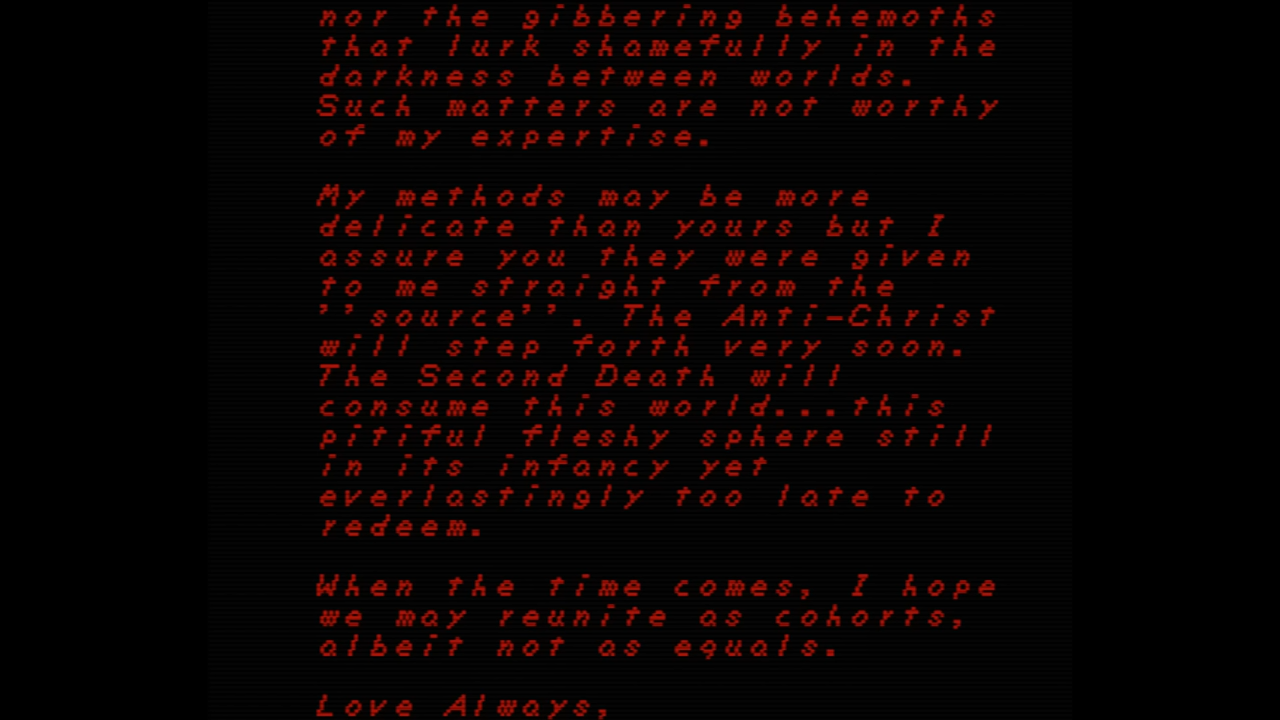 nor the gibbering behemoths
that lurk shamefully in the
darkness between worlds.
Such matters are not worthy
of my expertise.
My methods may be more
delicate than yours but I
assure you they were given
to me straight from the
''source''. The Anti-Christ
will step forth very soon.
The Second Death will
consume this world...this
pitiful fleshy sphere still
in its infancy yet
everlastingly too late to
redeem.
When the time comes, I hope
we may reunite as cohorts,
albeit not as equals.
Love Always,